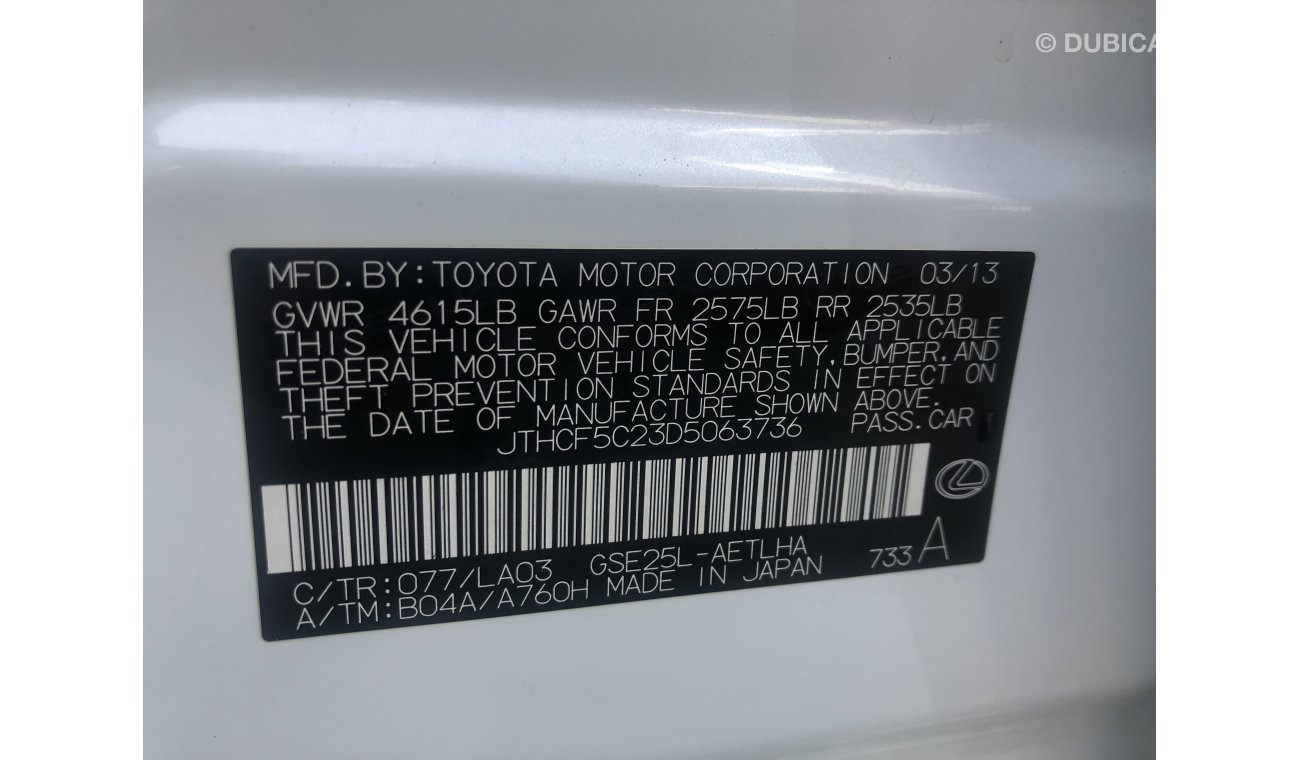 © DUBICA
MFD. BY: TOYOTA MOTOR CORPORATION 03/13
GVWR 4615LB GAWR FR 2575LB RR 2535LB
THIS VEHICLE CONFORMS TO ALL APPLICABLE
FEDERAL MOTOR VEHICLE SAFETY, BUMPER, AND
THEFT PREVENTION STANDARDS IN EFFECT ON
THE DATE OF MANUFACTURE SHOWN ABOVE.
JTHCF5C23D5063736 PASS. CAR
C/TR: 077/LA03 GSE25L-AETLHA 733 A
A/TM: B04A/A760H MADE IN JAPAN